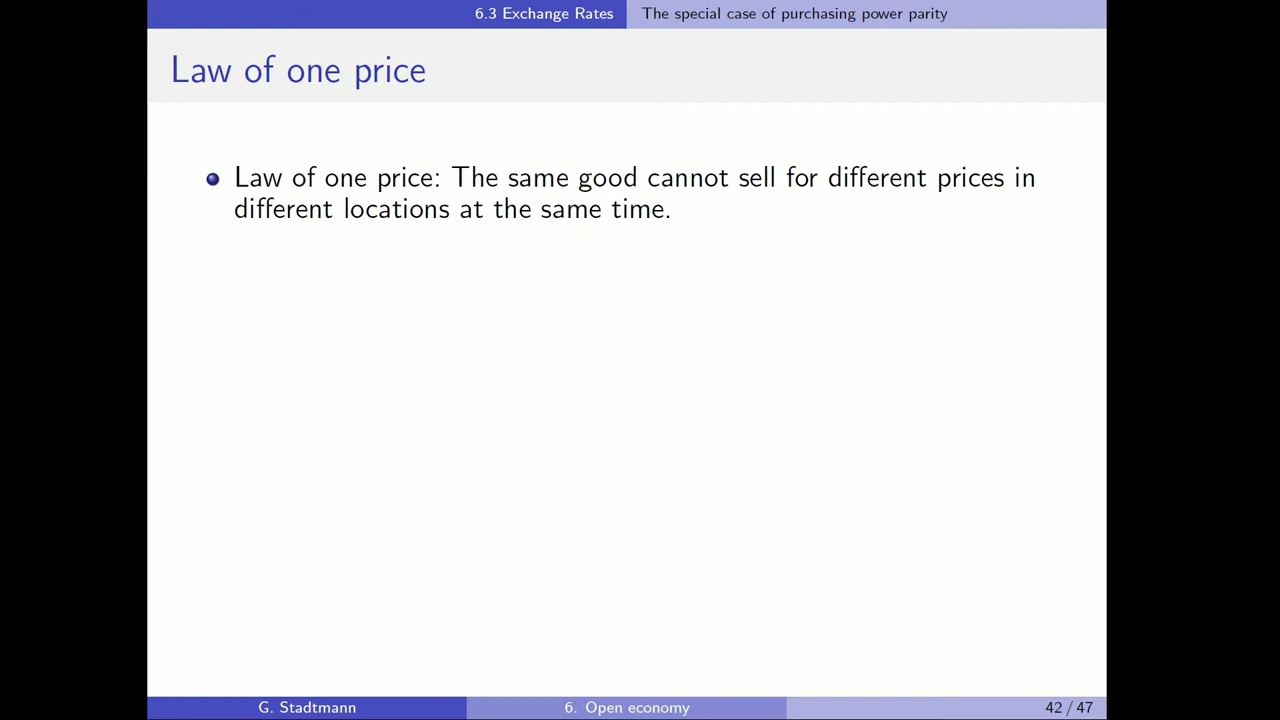 6.3 Exchange Rates The special case of purchasing power parity
Law of one price
Law of one price: The same good cannot sell for different prices in
different locations at the same time.
G. Stadtmann 6. Open economy 42 / 47